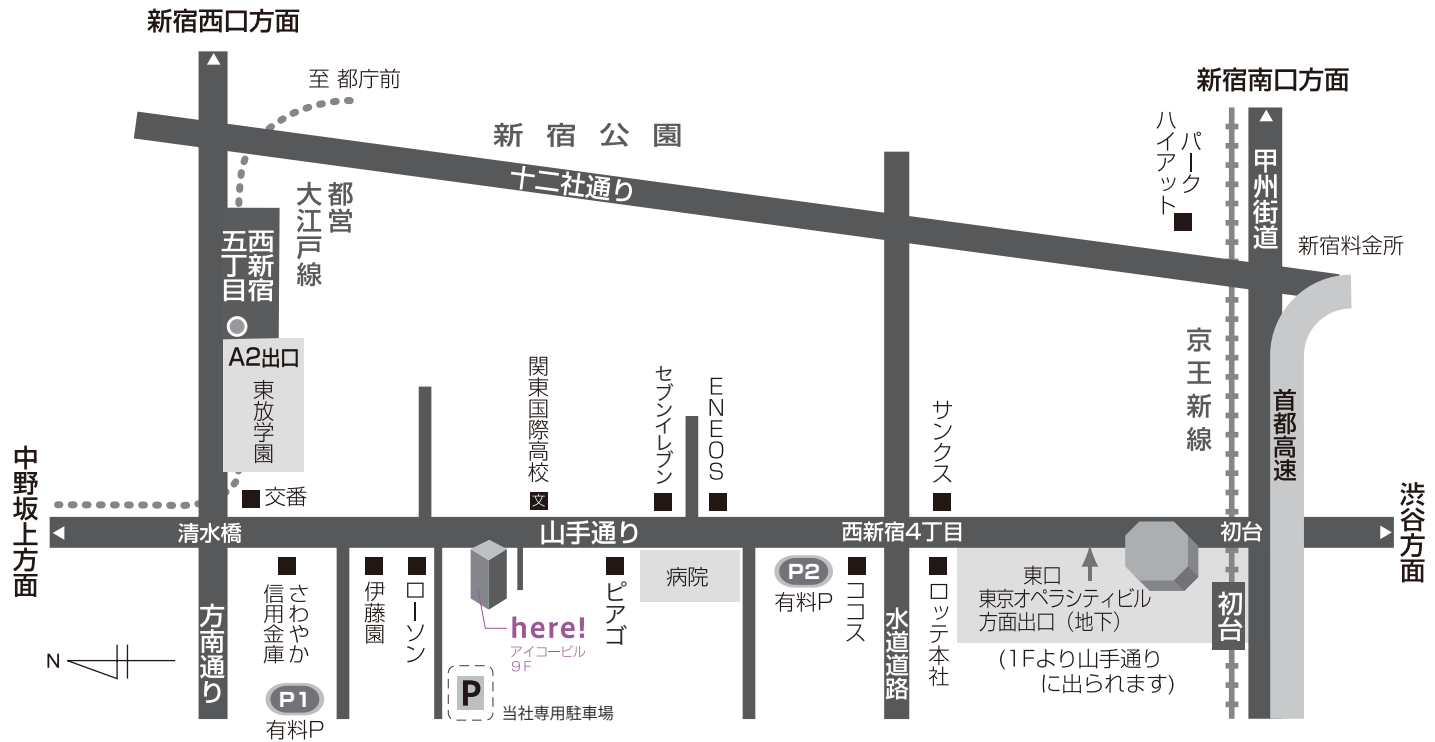 新宿西口方面
至 都庁前
新宿南口方面
新宿公園
十二社通り
パーク
ハイアット
甲州街道
新宿料金所
都営
大江戸線
西新宿
五丁目
A2出口
東放学園
京王新線
首都高速
関東国際高校
文
セブンイレブン
ENEOS
サンクス
交番
中野坂上方面
清水橋
山手通り
西新宿4丁目
初台
渋谷方面
さわやか
信用金庫
伊藤園
ローソン
here!
アイコービル
9F
ピアゴ
病院
P2
有料P
ココス
ロッテ本社
東口
東京オペラシティビル
方面出口（地下）
(1Fより山手通り
に出られます)
初台
方南通り
水道道路
N
P1
有料P
P
当社専用駐車場